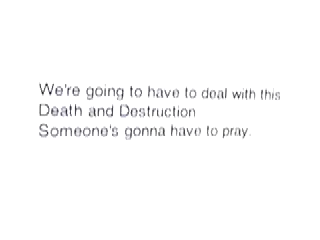 We're going to have to deal with this
Death and Destruction
Someone's gonna have to pray.